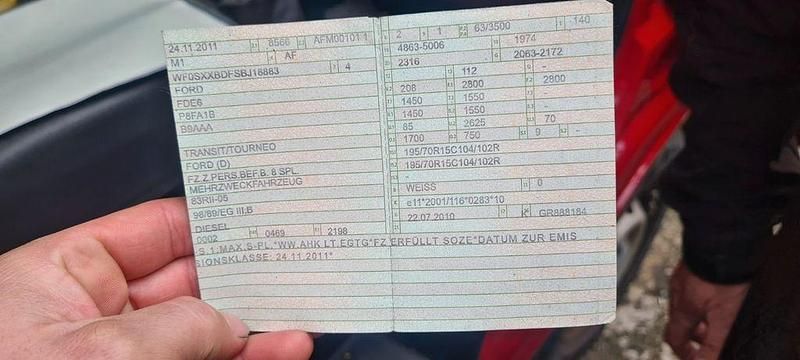 24.11.2011 8566 AFM00101 1
M1 AF
WF0SXXBDFSBJ18883 4
FORD
FDE6
P8FA1B
B9AAA
TRANSIT/TOURNEO
FORD (D)
FZ.Z.PERS.BEF.B. 8 SPL.
MEHRZWECKFAHRZEUG
83RII-05
98/69/EG III.B
DIESEL
0002 0469 2198
2 1 63/3500 140
4863-5006 1974
2316 2063-2172
112 -
208 2800 2800
1450 1550 -
1450 1550 -
85 2625 70
1700 750 9 -
195/70R15C104/102R
195/70R15C104/102R
-
WEISS 0
e11*2001/116*0283*10
22.07.2010 K GR888184
S.1.MAX.S-PL.*WW.AHK LT.EGTG*FZ ERFÜLLT SOZE*DATUM ZUR EMIS
SIONSKLASSE: 24.11.2011*